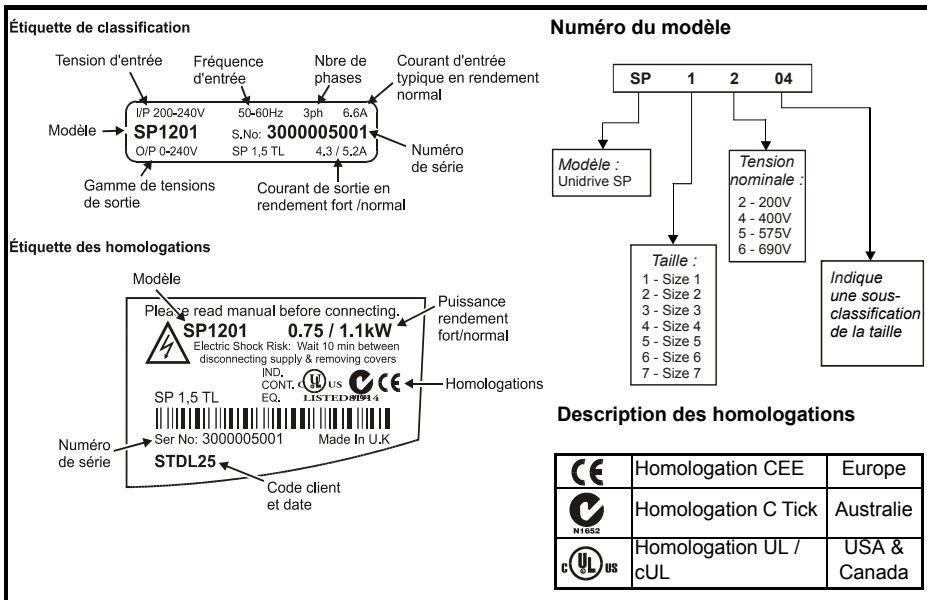 Étiquette de classification
Tension d'entrée
Fréquence
d'entrée
Nbre de
phases
Courant d'entrée
typique en rendement
normal
I/P 200-240V 50-60Hz 3ph 6.6A
Modèle
SP1201 S.No: 3000005001
O/P 0-240V SP 1,5 TL 4,3 / 5.2A
Numéro
de série
Gamme de tensions
de sortie
Courant de sortie en
rendement fort /normal
Étiquette des homologations
Modèle
Please read manual before connecting.
SP1201 0.75 / 1.1kW
Electric Shock Risk: Wait 10 min between
disconnecting supply & removing covers
Puissance
rendement
fort/normal
IND.
CONT.
EQ.
C UL US
CE
LISTED
Homologations
SP 1,5 TL
Ser No: 3000005001 Made In U.K
STDL25
Numéro
de série
Code client
et date
Numéro du modèle
SP 1 2 04
Modèle :
Unidrive SP
Taille :
1 - Size 1
2 - Size 2
3 - Size 3
4 - Size 4
5 - Size 5
6 - Size 6
7 - Size 7
Tension
nominale :
2 - 200V
4 - 400V
5 - 575V
6 - 690V
Indique
une sous-
classification
de la taille
Description des homologations
CE Homologation CEE Europe
N1652 Homologation C Tick Australie
C UL US Homologation UL /
cUL
USA &
Canada